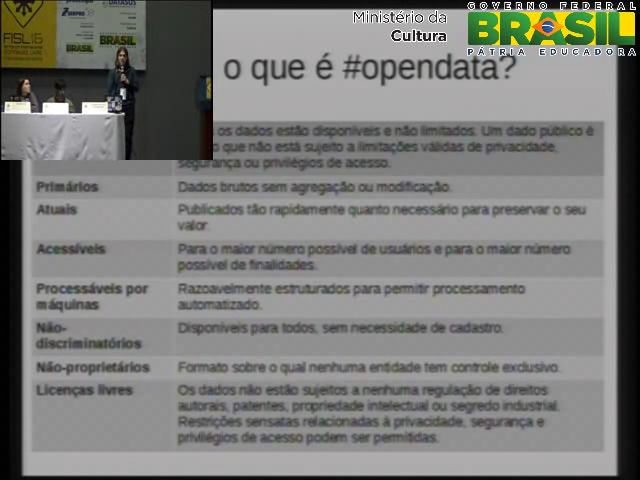 Ministério da
Cultura
GOVERNO FEDERAL
BRASIL
PÁTRIA EDUCADORA
FISL16
DATASUS
SERPRO
BRASIL
BRASIL
o que é #opendata?
os dados estão disponíveis e não limitados. Um dado público é
que não está sujeito a limitações válidas de privacidade,
segurança ou privilégios de acesso.
Primários
Dados brutos sem agregação ou modificação.
Atuais
Publicados tão rapidamente quanto necessário para preservar o seu
valor.
Acessíveis
Para o maior número possível de usuários e para o maior número
possível de finalidades.
Processáveis por
máquinas
Razoavelmente estruturados para permitir processamento
automatizado.
Não-
discriminatórios
Disponíveis para todos, sem necessidade de cadastro.
Não-proprietários
Formato sobre o qual nenhuma entidade tem controle exclusivo.
Licenças livres
Os dados não estão sujeitos a nenhuma regulação de direitos
autorais, patentes, propriedade intelectual ou segredo industrial.
Restrições sensatas relacionadas à privacidade, segurança e
privilégios de acesso podem ser permitidas.